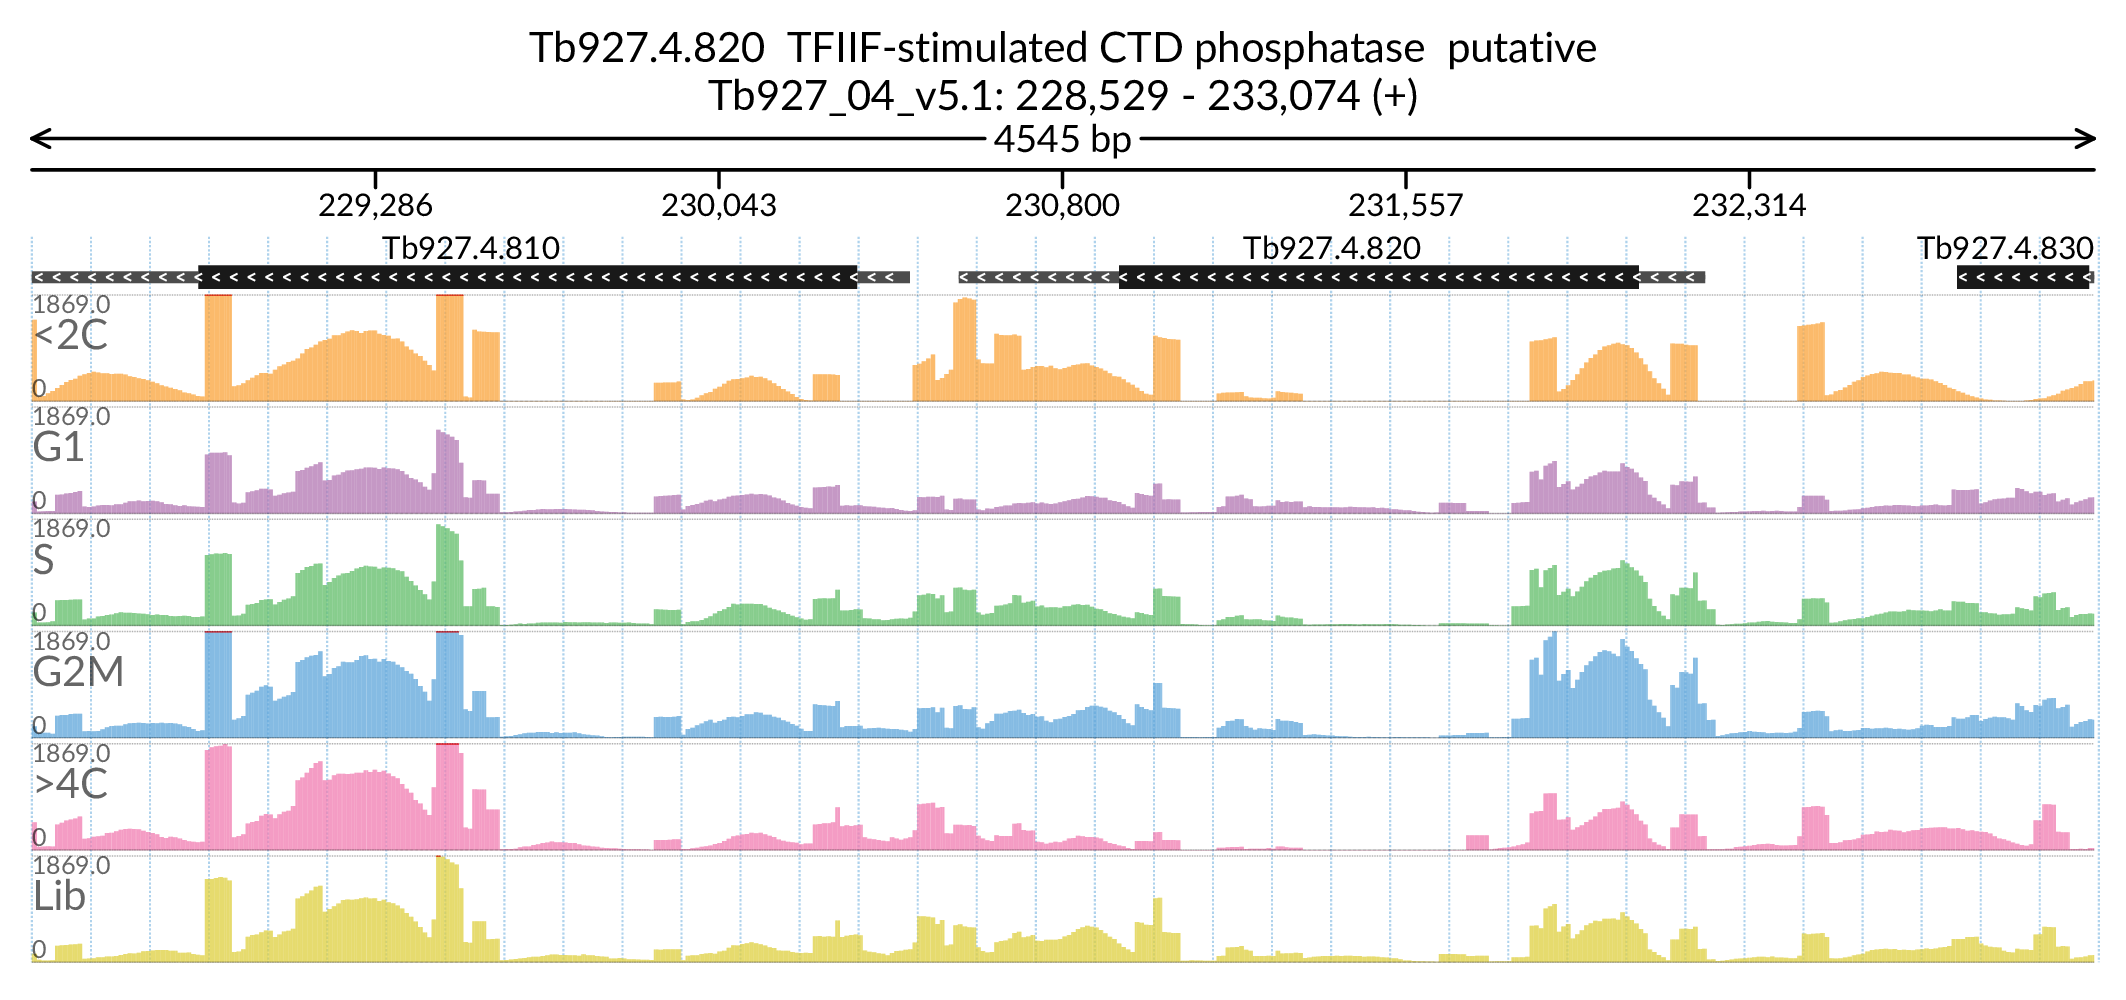 Tb927.4.820  TFIIF-stimulated CTD phosphatase  putative
Tb927_04_v5.1: 228,529 - 233,074 (+)
4545 bp
229,286 230,043 230,800 231,557 232,314
Tb927.4.810 Tb927.4.820 Tb927.4.830
1869.0
<2C
0
1869.0
G1
0
1869.0
S
0
1869.0
G2M
0
1869.0
>4C
0
1869.0
Lib
0